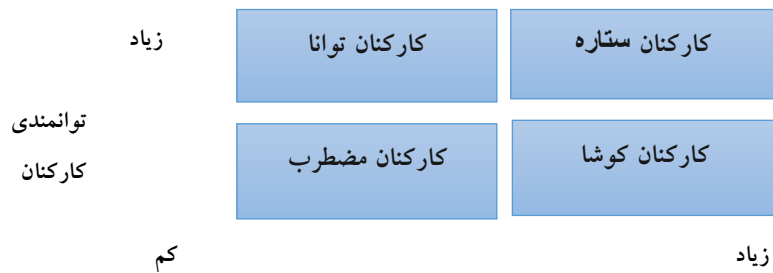 کارکنان ستاره
کارکنان توانا
زیاد
توانمندی
کارکنان
کارکنان کوشا
کارکنان مضطرب
زیاد
کم